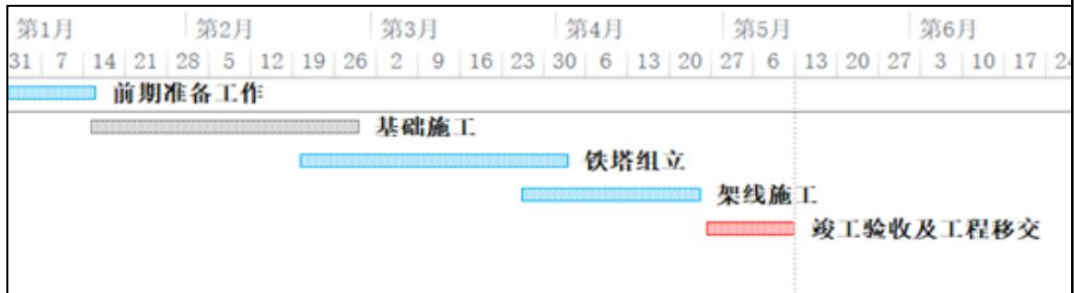 第1月 第2月 第3月 第4月 第5月 第6月
31 7 14 21 28 5 12 19 26 2 9 16 23 30 6 13 20 27 6 13 20 27 3 10 17 24
前期准备工作
基础施工
铁塔组立
架线施工
竣工验收及工程移交